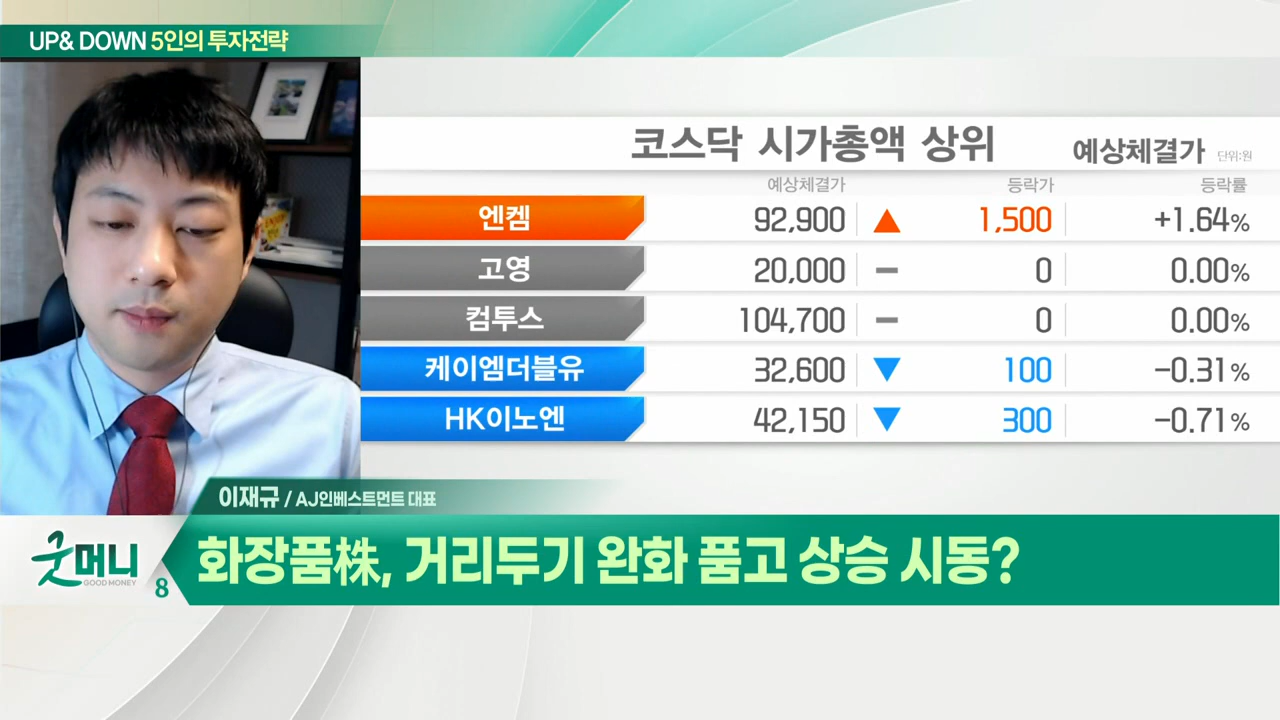 UP& DOWN 5인의 투자전략
코스닥 시가총액 상위 예상체결가 단위:원
예상체결가 등락가 등락률
엔켐 92,900 ▲ 1,500 +1.64%
고영 20,000 － 0 0.00%
컴투스 104,700 － 0 0.00%
케이엠더블유 32,600 ▼ 100 -0.31%
HK이노엔 42,150 ▼ 300 -0.71%
이재규 / AJ인베스트먼트 대표
굿머니
GOOD MONEY
8
화장품株, 거리두기 완화 품고 상승 시동?